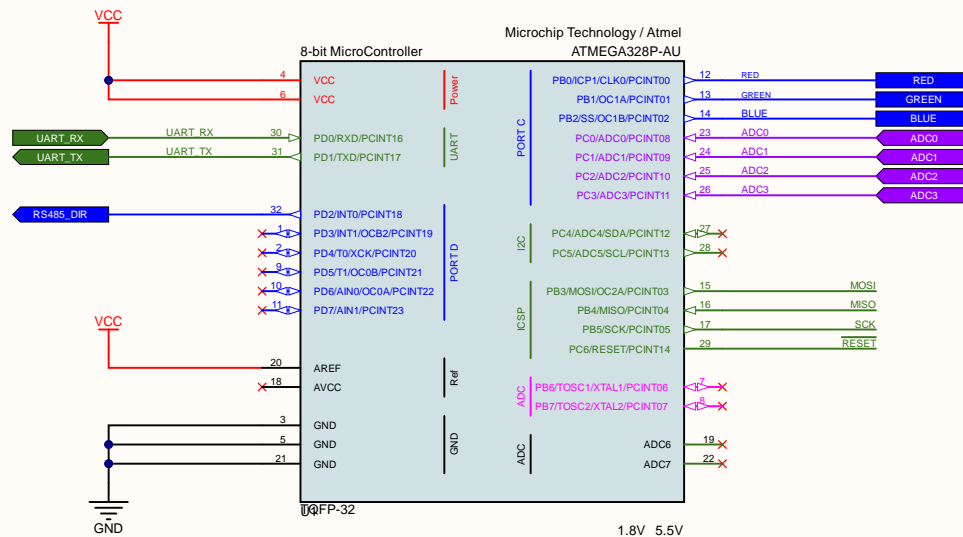 VCC
Microchip Technology / Atmel
8-bit MicroController
ATMEGA328P-AU
4 VCC
6 VCC
Power
UART_RX UART_RX 30 PD0/RXD/PCINT16
UART_TX UART_TX 31 PD1/TXD/PCINT17
UART
RS485_DIR 32 PD2/INT0/PCINT18
1 PD3/INT1/OCB2/PCINT19
2 PD4/T0/XCK/PCINT20
9 PD5/T1/OC0B/PCINT21
10 PD6/AIN0/OC0A/PCINT22
11 PD7/AIN1/PCINT23
PORT D
VCC
20 AREF
18 AVCC
Ref
3 GND
5 GND
21 GND
GND
GND
PB0/ICP1/CLK0/PCINT00 12 RED RED
PB1/OC1A/PCINT01 13 GREEN GREEN
PB2/SS/OC1B/PCINT02 14 BLUE BLUE
PC0/ADC0/PCINT08 23 ADC0 ADC0
PC1/ADC1/PCINT09 24 ADC1 ADC1
PC2/ADC2/PCINT10 25 ADC2 ADC2
PC3/ADC3/PCINT11 26 ADC3 ADC3
PORT C
PC4/ADC4/SDA/PCINT12 27
PC5/ADC5/SCL/PCINT13 28
I2C
PB3/MOSI/OC2A/PCINT03 15 MOSI
PB4/MISO/PCINT04 16 MISO
PB5/SCK/PCINT05 17 SCK
PC6/RESET/PCINT14 29 RESET
ICSP
PB6/TOSC1/XTAL1/PCINT06 7
PB7/TOSC2/XTAL2/PCINT07 8
ADC
ADC6 19
ADC7 22
ADC
TQFP-32
U1
1.8V 5.5V